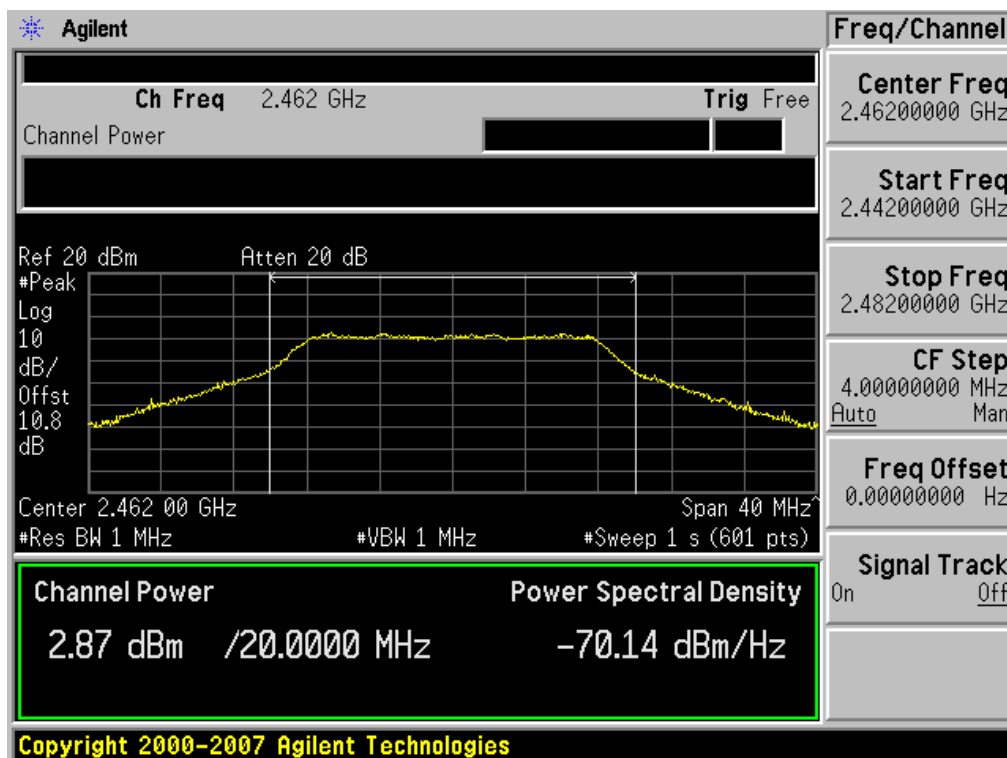 Agilent
Freq/Channel
Ch Freq 2.462 GHz Trig Free
Channel Power
Center Freq
2.46200000 GHz
Start Freq
2.44200000 GHz
Stop Freq
2.48200000 GHz
CF Step
4.00000000 MHz
Auto Man
Freq Offset
0.00000000 Hz
Signal Track
On Off
Ref 20 dBm Atten 20 dB
#Peak
Log
10
dB/
Offst
10.8
dB
Center 2.462 00 GHz Span 40 MHz^
#Res BW 1 MHz #VBW 1 MHz #Sweep 1 s (601 pts)
Channel Power Power Spectral Density
2.87 dBm /20.0000 MHz -70.14 dBm/Hz
Copyright 2000-2007 Agilent Technologies